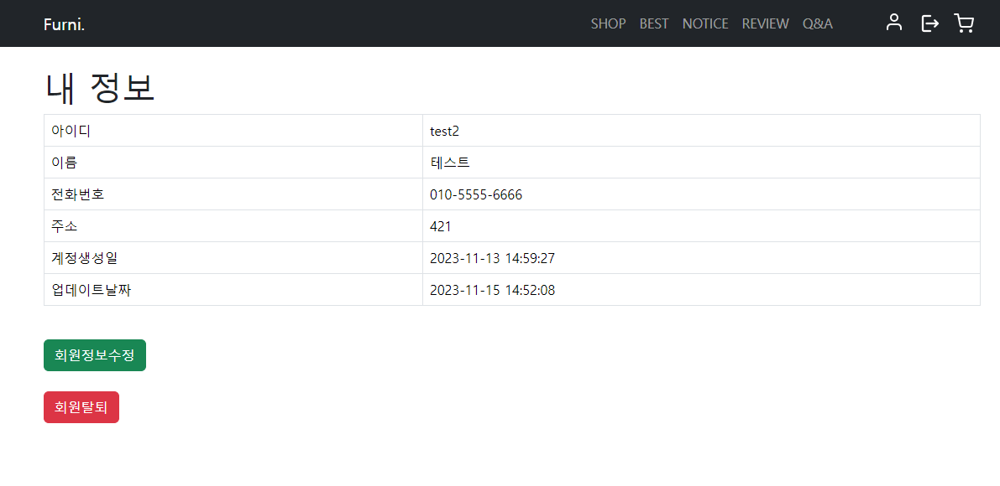 Furni. SHOP BEST NOTICE REVIEW Q&A
내 정보
아이디 test2
이름 테스트
전화번호 010-5555-6666
주소 421
계정생성일 2023-11-13 14:59:27
업데이트날짜 2023-11-15 14:52:08
회원정보수정
회원탈퇴